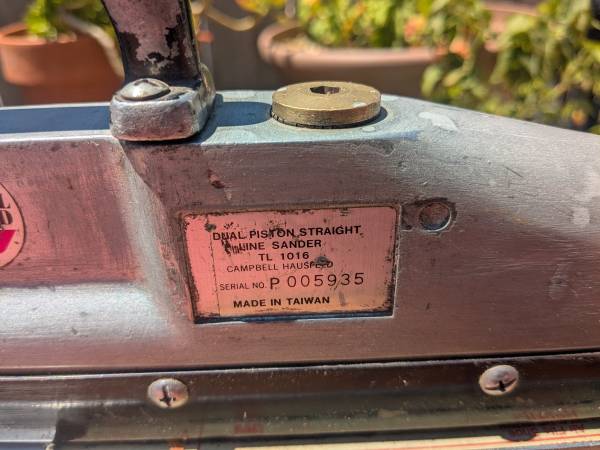 DUAL PISTON STRAIGHT
LINE SANDER
TL 1016
CAMPBELL HAUSFELD
SERIAL NO. P 005935
MADE IN TAIWAN